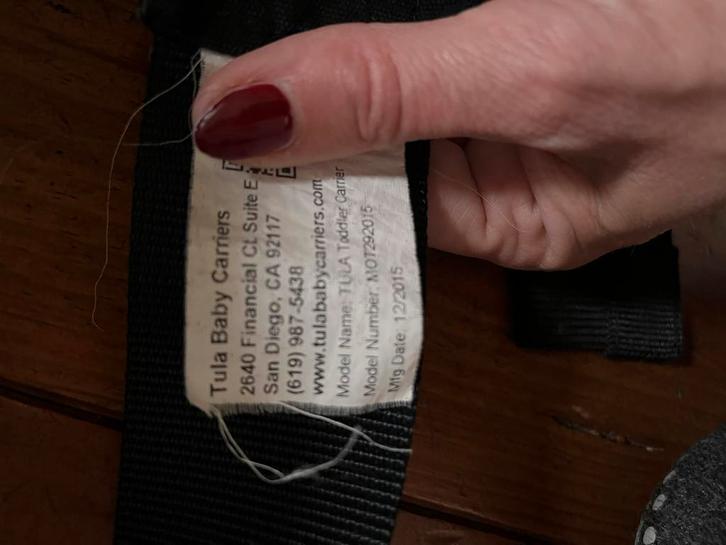 Tula Baby Carriers
2640 Financial Ct. Suite E
San Diego, CA 92117
(619) 987-5438
www.tulababycarriers.com
Model Name: TULA Toddler Carrier
Model Number: MOT292015
Mfg Date: 12/2015